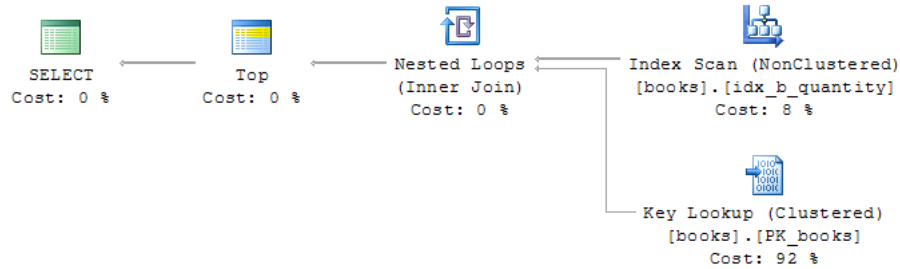 SELECT
Cost: 0 %
Top
Cost: 0 %
Nested Loops
(Inner Join)
Cost: 0 %
Index Scan (NonClustered)
[books].[idx_b_quantity]
Cost: 8 %
Key Lookup (Clustered)
[books].[PK_books]
Cost: 92 %